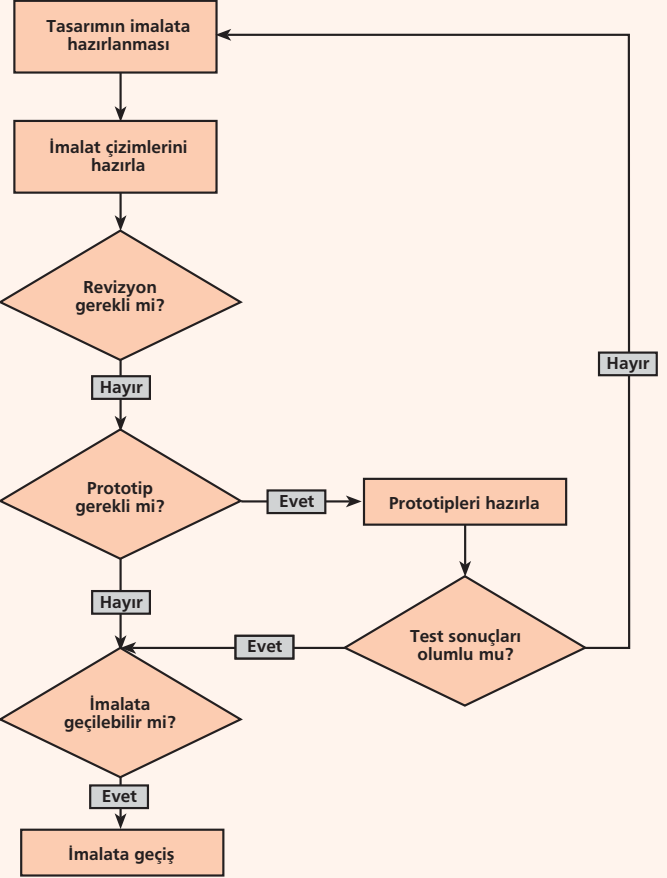 Tasarımın imalata
hazırlanması
İmalat çizimlerini
hazırla
Revizyon
gerekli mi?
Hayır
Hayır
Prototip
gerekli mi?
Evet
Prototipleri hazırla
Hayır
Test sonuçları
olumlu mu?
Evet
İmalata
geçilebilir mi?
Evet
İmalata geçiş